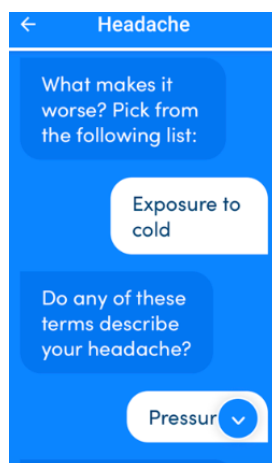 Headache
What makes it
worse? Pick from
the following list:
Exposure to
cold
Do any of these
terms describe
your headache?
Pressur